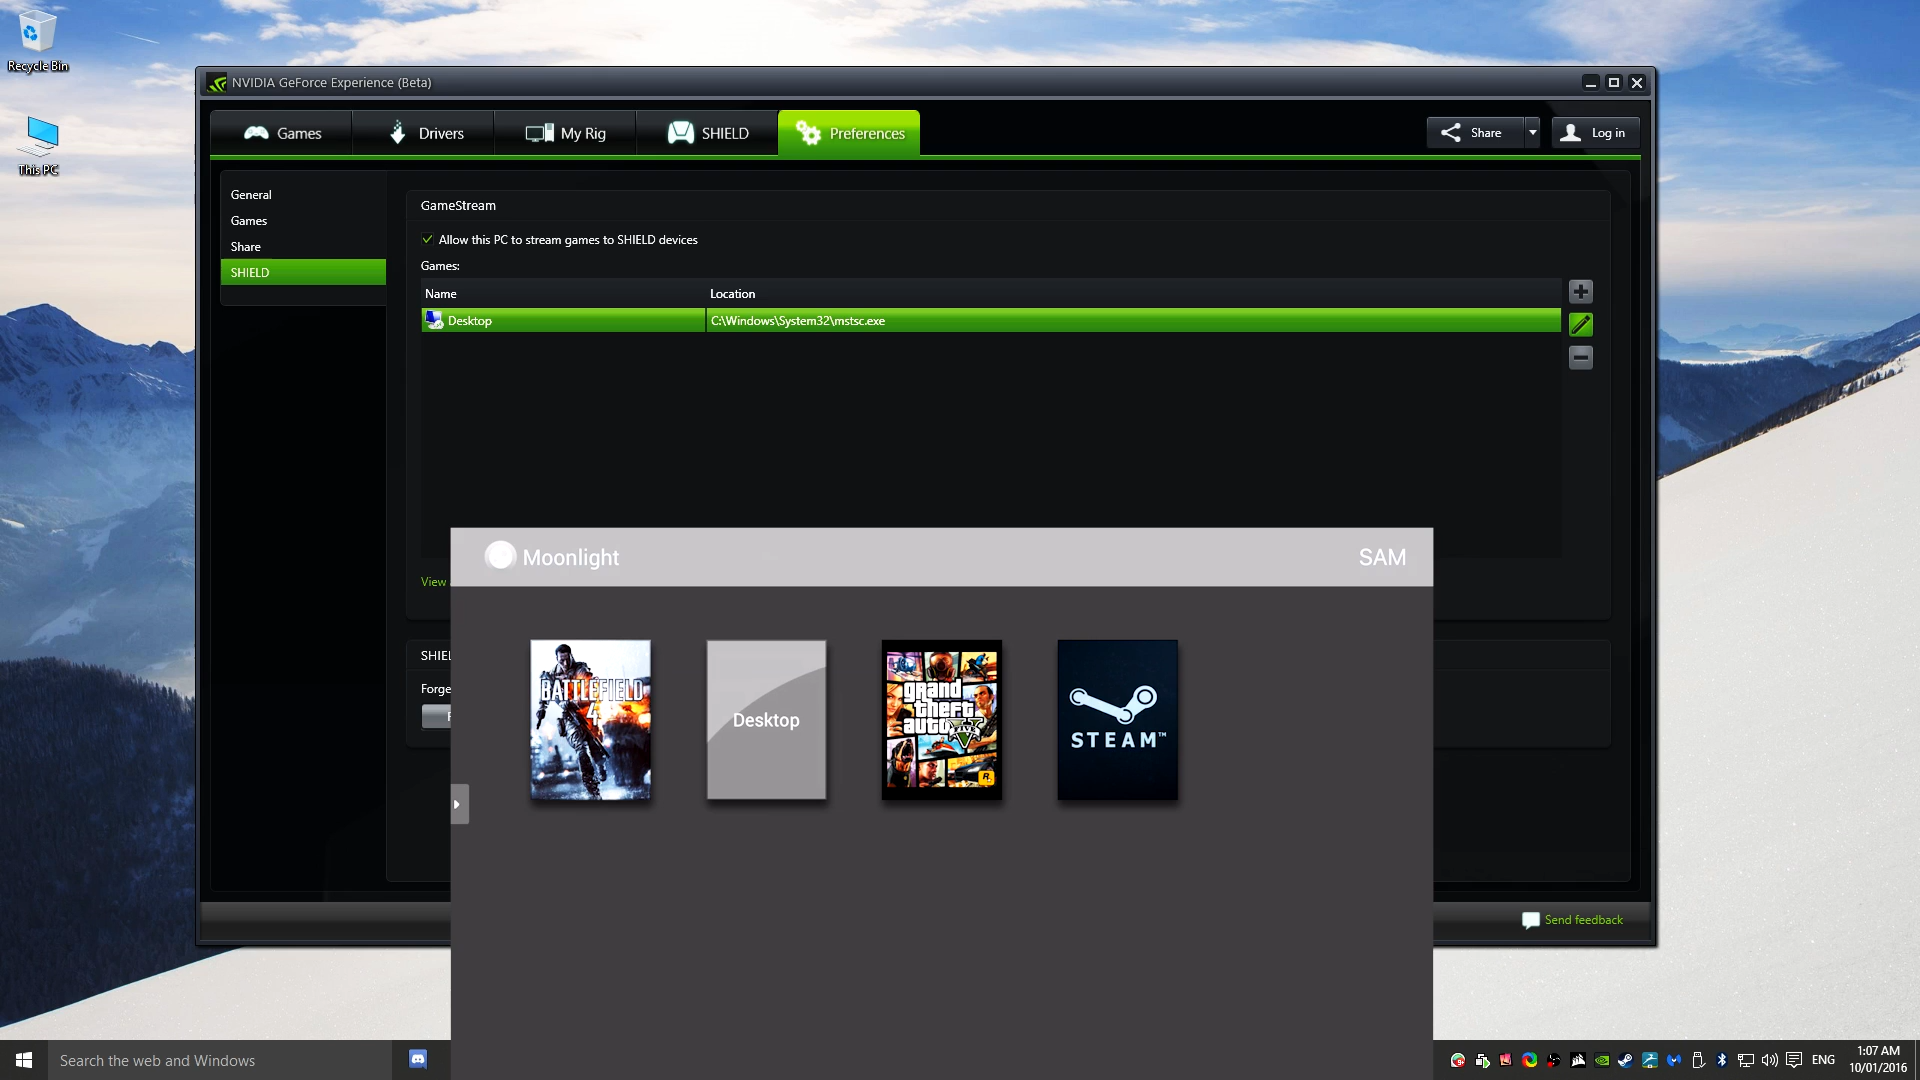 Recycle Bin
This PC
NVIDIA GeForce Experience (Beta)
Games
Drivers
My Rig
SHIELD
Preferences
Share
Log in
General
Games
Share
SHIELD
GameStream
Allow this PC to stream games to SHIELD devices
Games:
Name
Location
Desktop
C:\Windows\System32\mstsc.exe
View
Moonlight
SAM
BATTLEFIELD
4
Desktop
grand
theft
auto
FIVE
STEAM™
Send feedback
Search the web and Windows
ENG
1:07 AM
10/01/2016